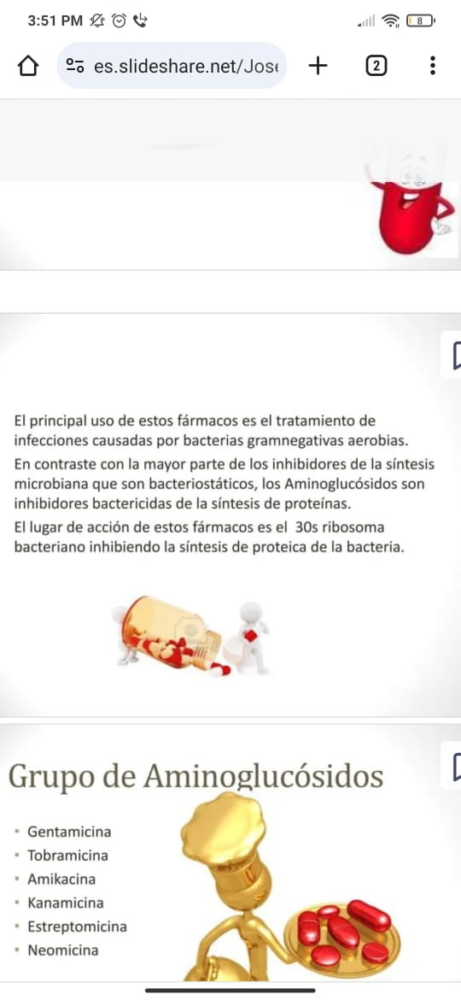 3:51 PM
8
es.slideshare.net/José
2
El principal uso de estos fármacos es el tratamiento de
infecciones causadas por bacterias gramnegativas aerobias.
En contraste con la mayor parte de los inhibidores de la síntesis
microbiana que son bacteriostáticos, los Aminoglucósidos son
inhibidores bactericidas de la síntesis de proteínas.
El lugar de acción de estos fármacos es el 30s ribosoma
bacteriano inhibiendo la síntesis de proteica de la bacteria.
Grupo de Aminoglucósidos
• Gentamicina
• Tobramicina
• Amikacina
• Kanamicina
• Estreptomicina
• Neomicina